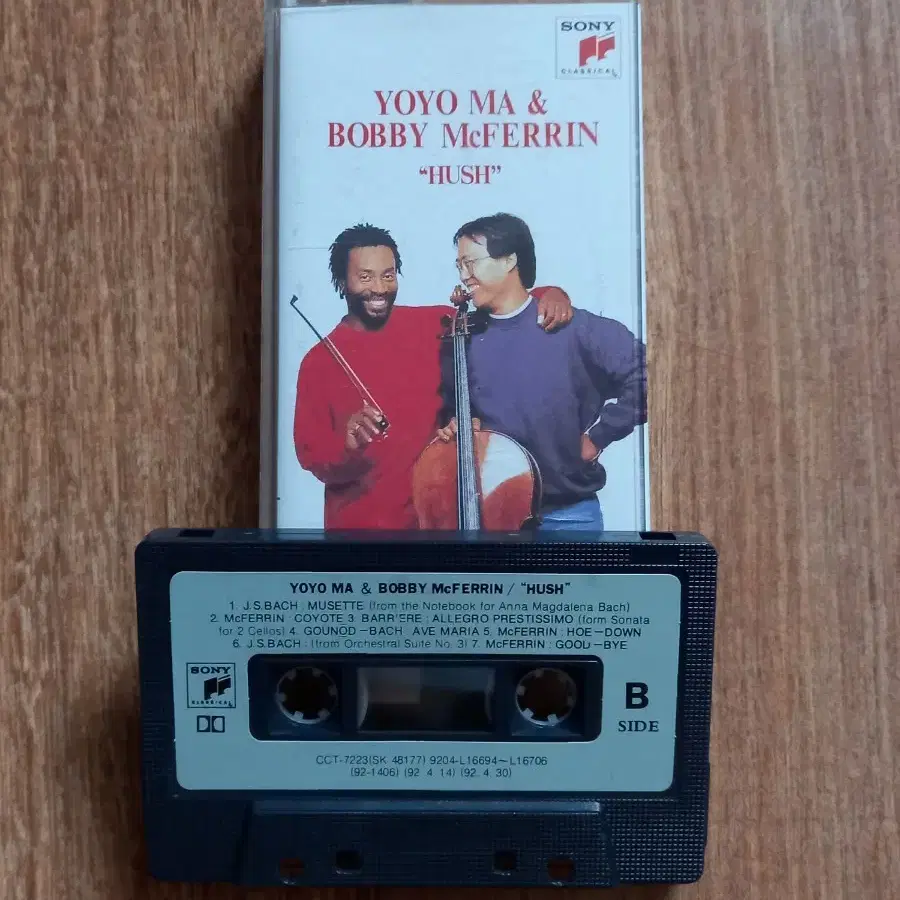 SONY
CLASSICAL
YOYO MA &
BOBBY McFERRIN
“HUSH”
YOYO MA & BOBBY McFERRIN / “HUSH”
1. J.S.BACH : MUSETTE (from the Notebook for Anna Magdalena Bach)
2. McFERRIN : COYOTE 3. BARR'ERE : ALLEGRO PRESTISSIMO (form Sonata
for 2 Cellos) 4. GOUNOD–BACH : AVE MARIA 5. McFERRIN : HOE–DOWN
6. J.S.BACH : (from Orchestral Suite No. 3) 7. McFERRIN : GOOD–BYE
SONY
CLASSICAL
B
SIDE
CCT-7223(SK 48177) 9204-L16694~L16706
(92-1406) (92. 4. 14) (92. 4. 30)